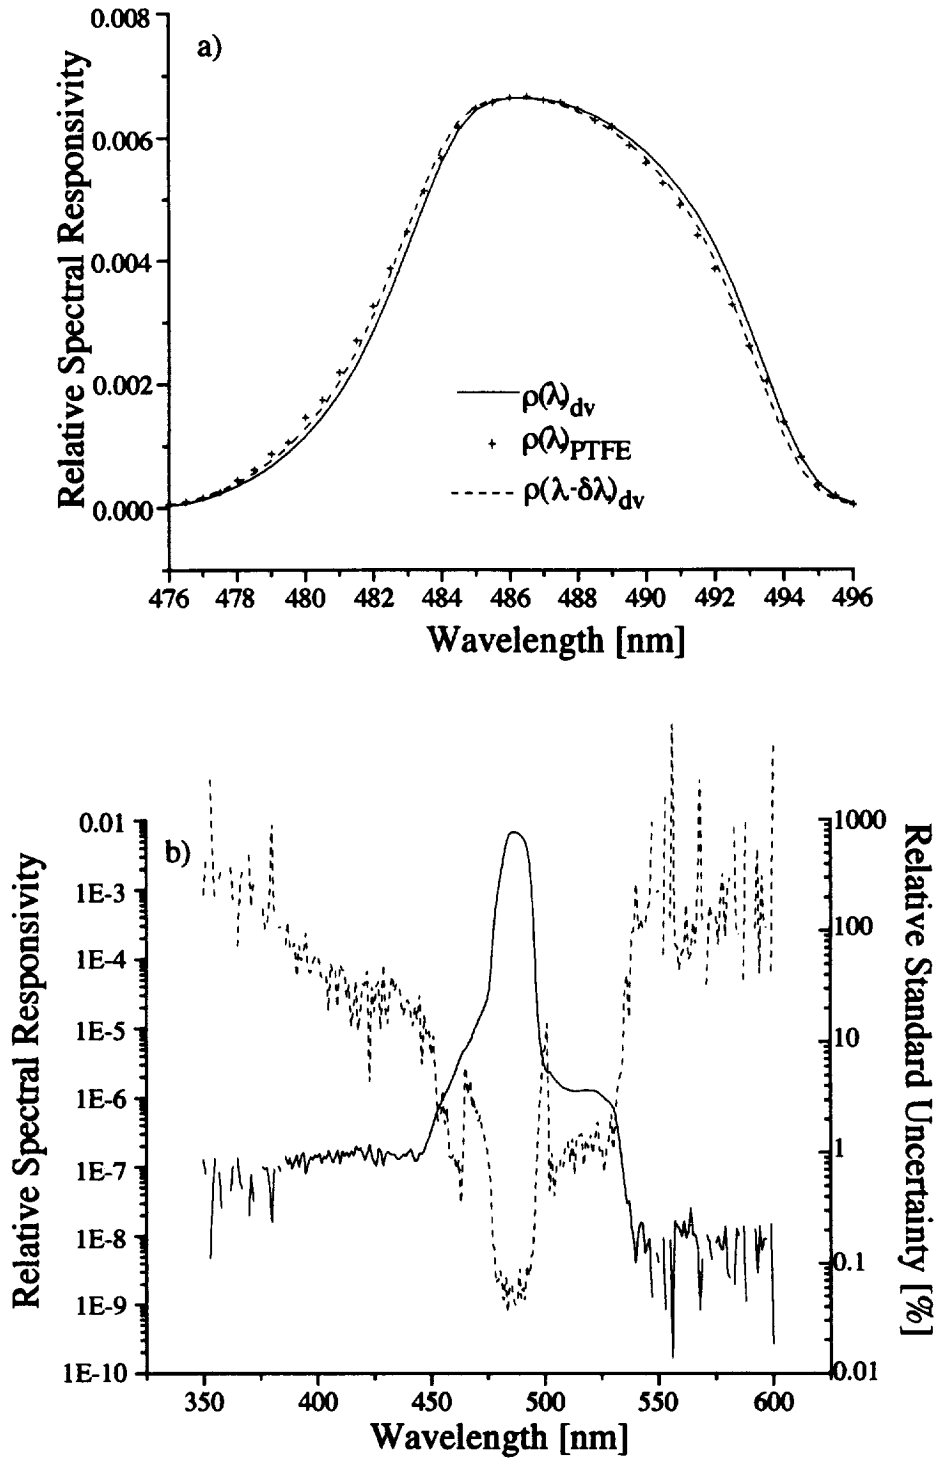 a)
Relative Spectral Responsivity
0.008
0.006
0.004
0.002
0.000
ρ(λ)dv
ρ(λ)PTFE
ρ(λ-δλ)dv
476 478 480 482 484 486 488 490 492 494 496
Wavelength [nm]
b)
Relative Spectral Responsivity
0.01
1E-3
1E-4
1E-5
1E-6
1E-7
1E-8
1E-9
1E-10
1000
100
10
1
0.1
0.01
Relative Standard Uncertainty [%]
350 400 450 500 550 600
Wavelength [nm]